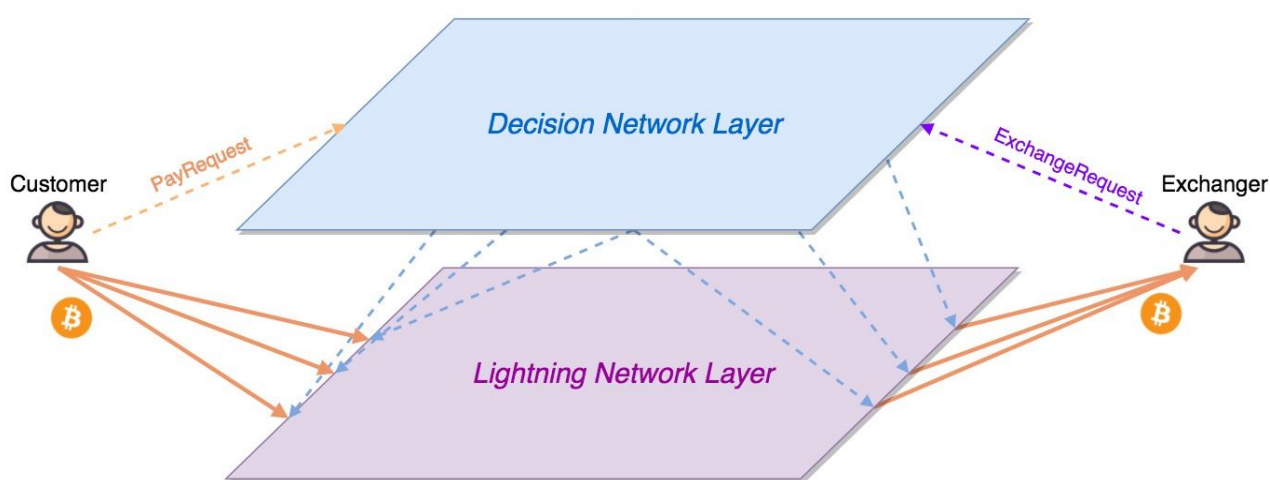 Decision Network Layer
PayRequest
ExchangeRequest
Customer
Exchanger
Lightning Network Layer